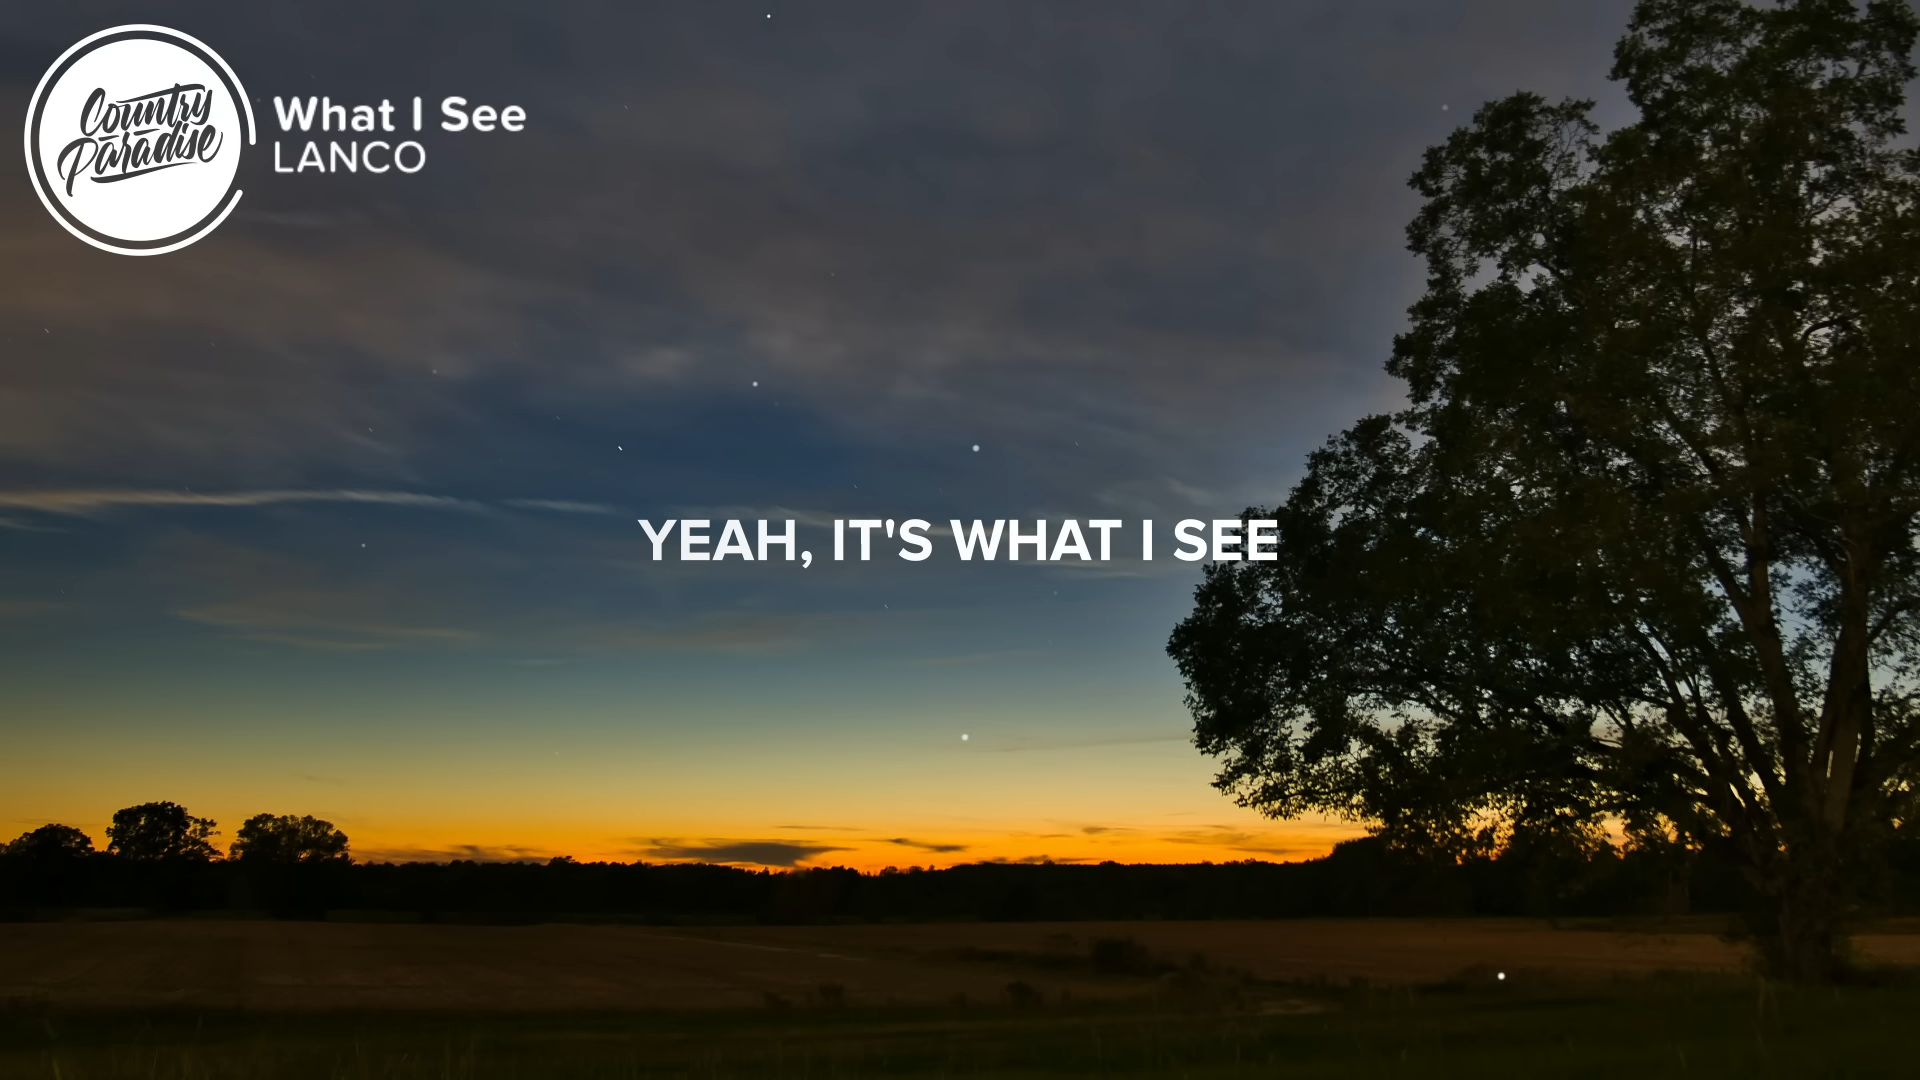 Country
Paradise
What I See
LANCO
YEAH, IT'S WHAT I SEE